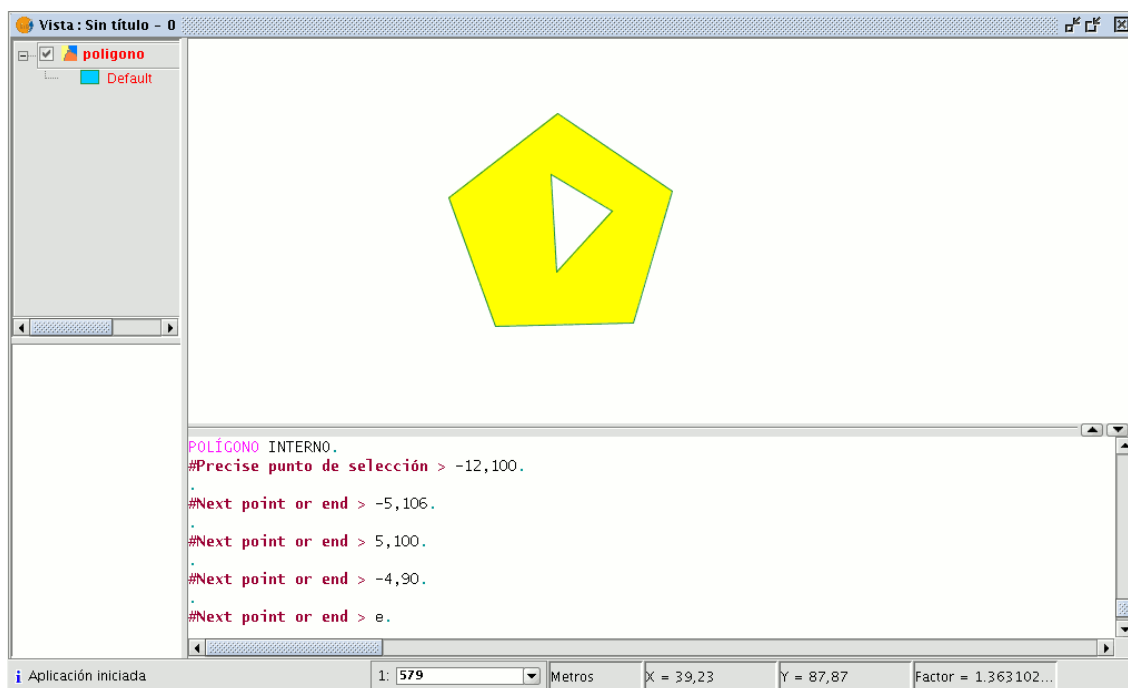 Vista : Sin título - 0
poligono
Default
POLÍGONO INTERNO.
#Precise punto de selección > -12,100.
.
#Next point or end > -5,106.
.
#Next point or end > 5,100.
.
#Next point or end > -4,90.
.
#Next point or end > e.
Aplicación iniciada
1: 579
Metros
X = 39,23
Y = 87,87
Factor = 1.363102...